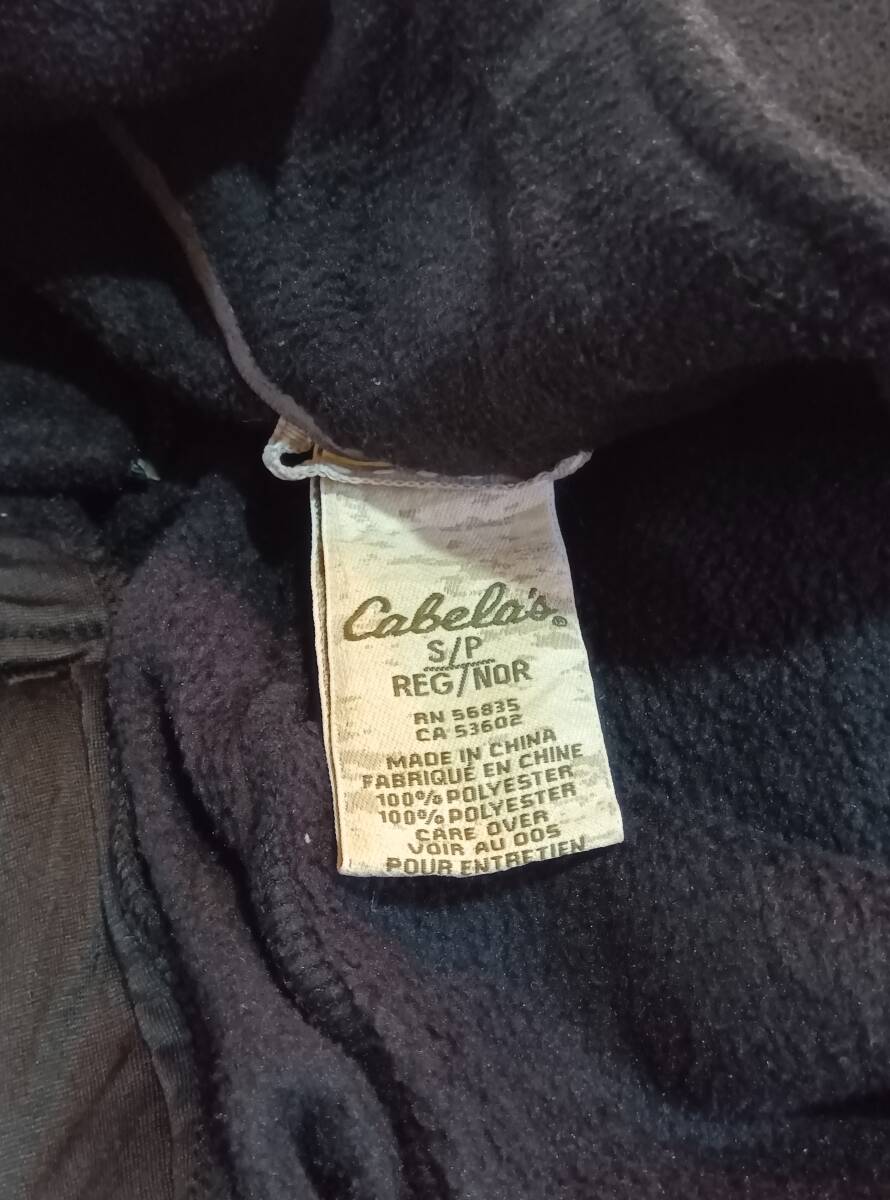 Cabela's®
S/P
REG/NOR
RN 56835
CA 53602
MADE IN CHINA
FABRIQUÉ EN CHINE
100% POLYESTER
100% POLYESTER
CARE OVER
VOIR AU DOS
POUR ENTRETIEN